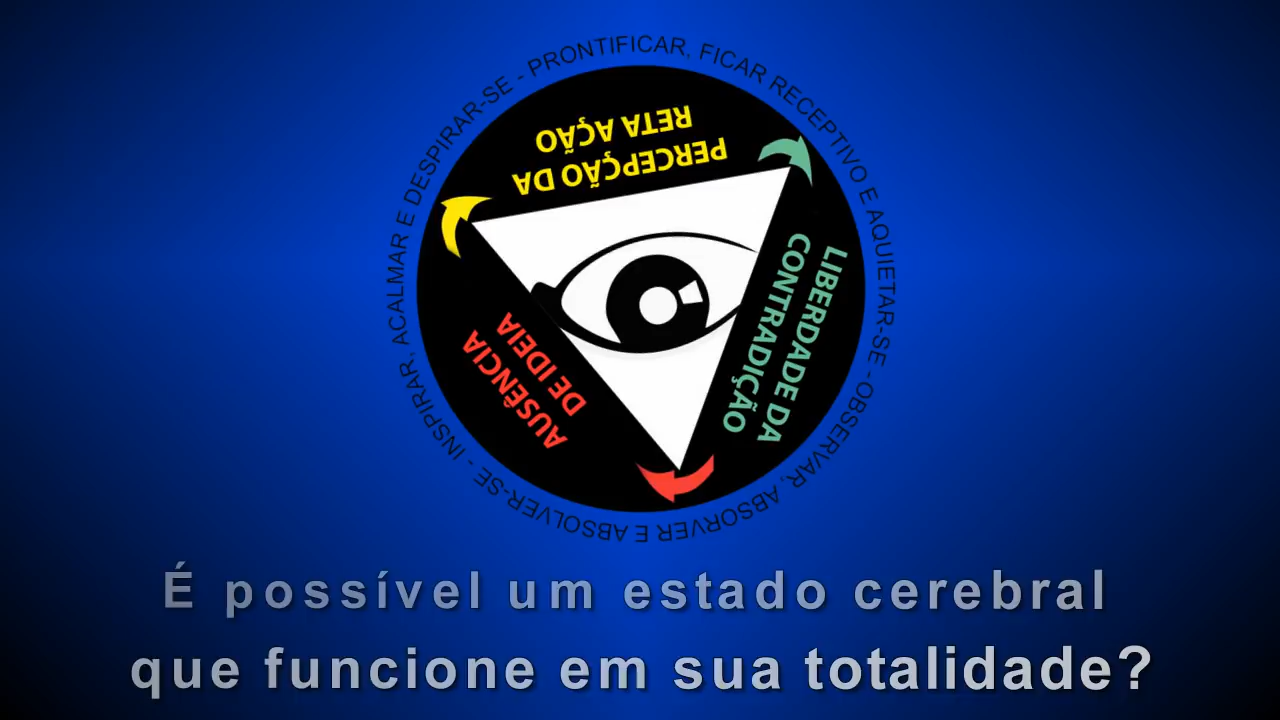 PRONTIFICAR, FICAR RECEPTIVO E AQUIETAR-SE - OBSERVAR, ABSORVER E ABSOLVER-SE - INSPIRAR, ACALMAR E DESPIRAR-SE -
PERCEPÇÃO DA
RETA AÇÃO
LIBERDADE DA
CONTRADIÇÃO
AUSÊNCIA
DE IDEIA
É possível um estado cerebral
que funcione em sua totalidade?